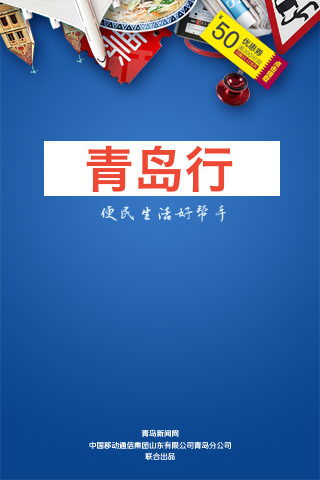 50
优惠券
青岛行
便民生活好帮手
青岛新闻网
中国移动通信集团山东有限公司青岛分公司
联合出品